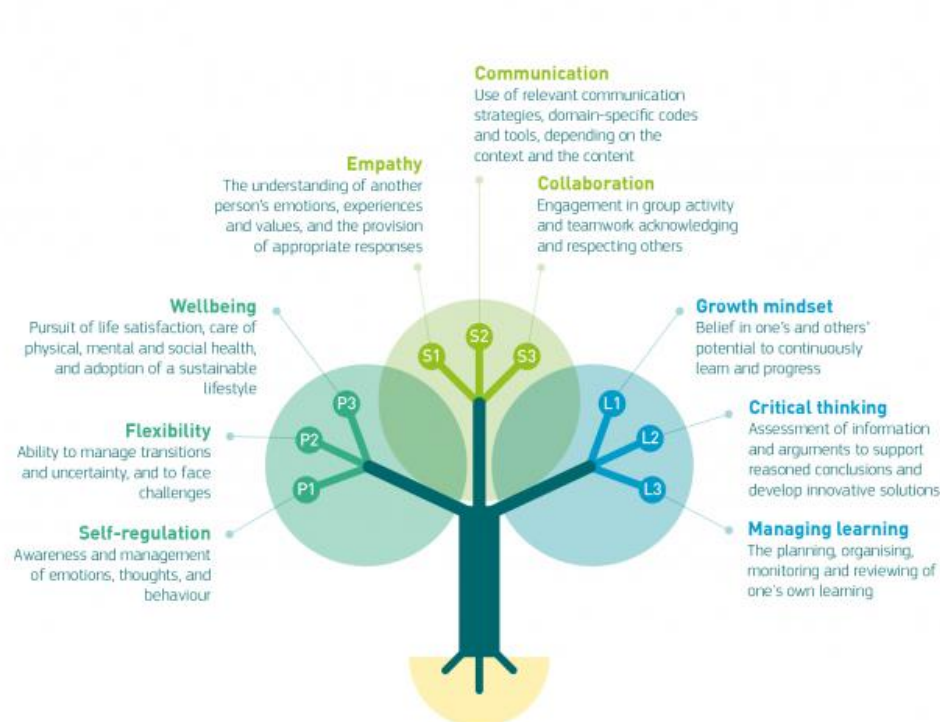 Communication
Use of relevant communication
strategies, domain-specific codes
and tools, depending on the
context and the content
Empathy
The understanding of another
person's emotions, experiences
and values, and the provision
of appropriate responses
Collaboration
Engagement in group activity
and teamwork acknowledging
and respecting others
Wellbeing
Pursuit of life satisfaction, care of
physical, mental and social health,
and adoption of a sustainable
lifestyle
Growth mindset
Belief in one's and others'
potential to continuously
learn and progress
S1
S2
S3
P3
P2
P1
L1
L2
L3
Flexibility
Ability to manage transitions
and uncertainty, and to face
challenges
Critical thinking
Assessment of information
and arguments to support
reasoned conclusions and
develop innovative solutions
Self-regulation
Awareness and management
of emotions, thoughts, and
behaviour
Managing learning
The planning, organising,
monitoring and reviewing of
one's own learning